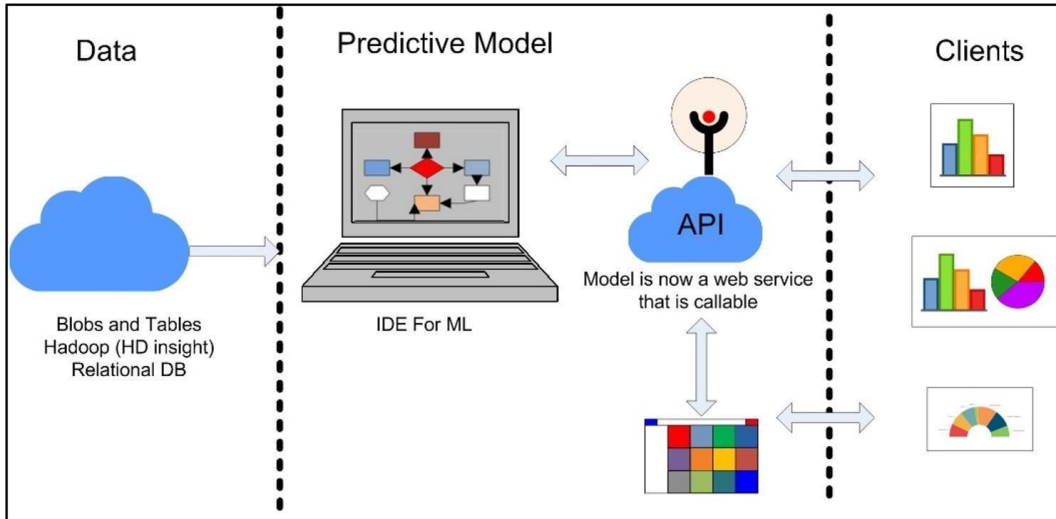 Data
Predictive Model
Clients
API
Model is now a web service
that is callable
IDE For ML
Blobs and Tables
Hadoop (HD insight)
Relational DB